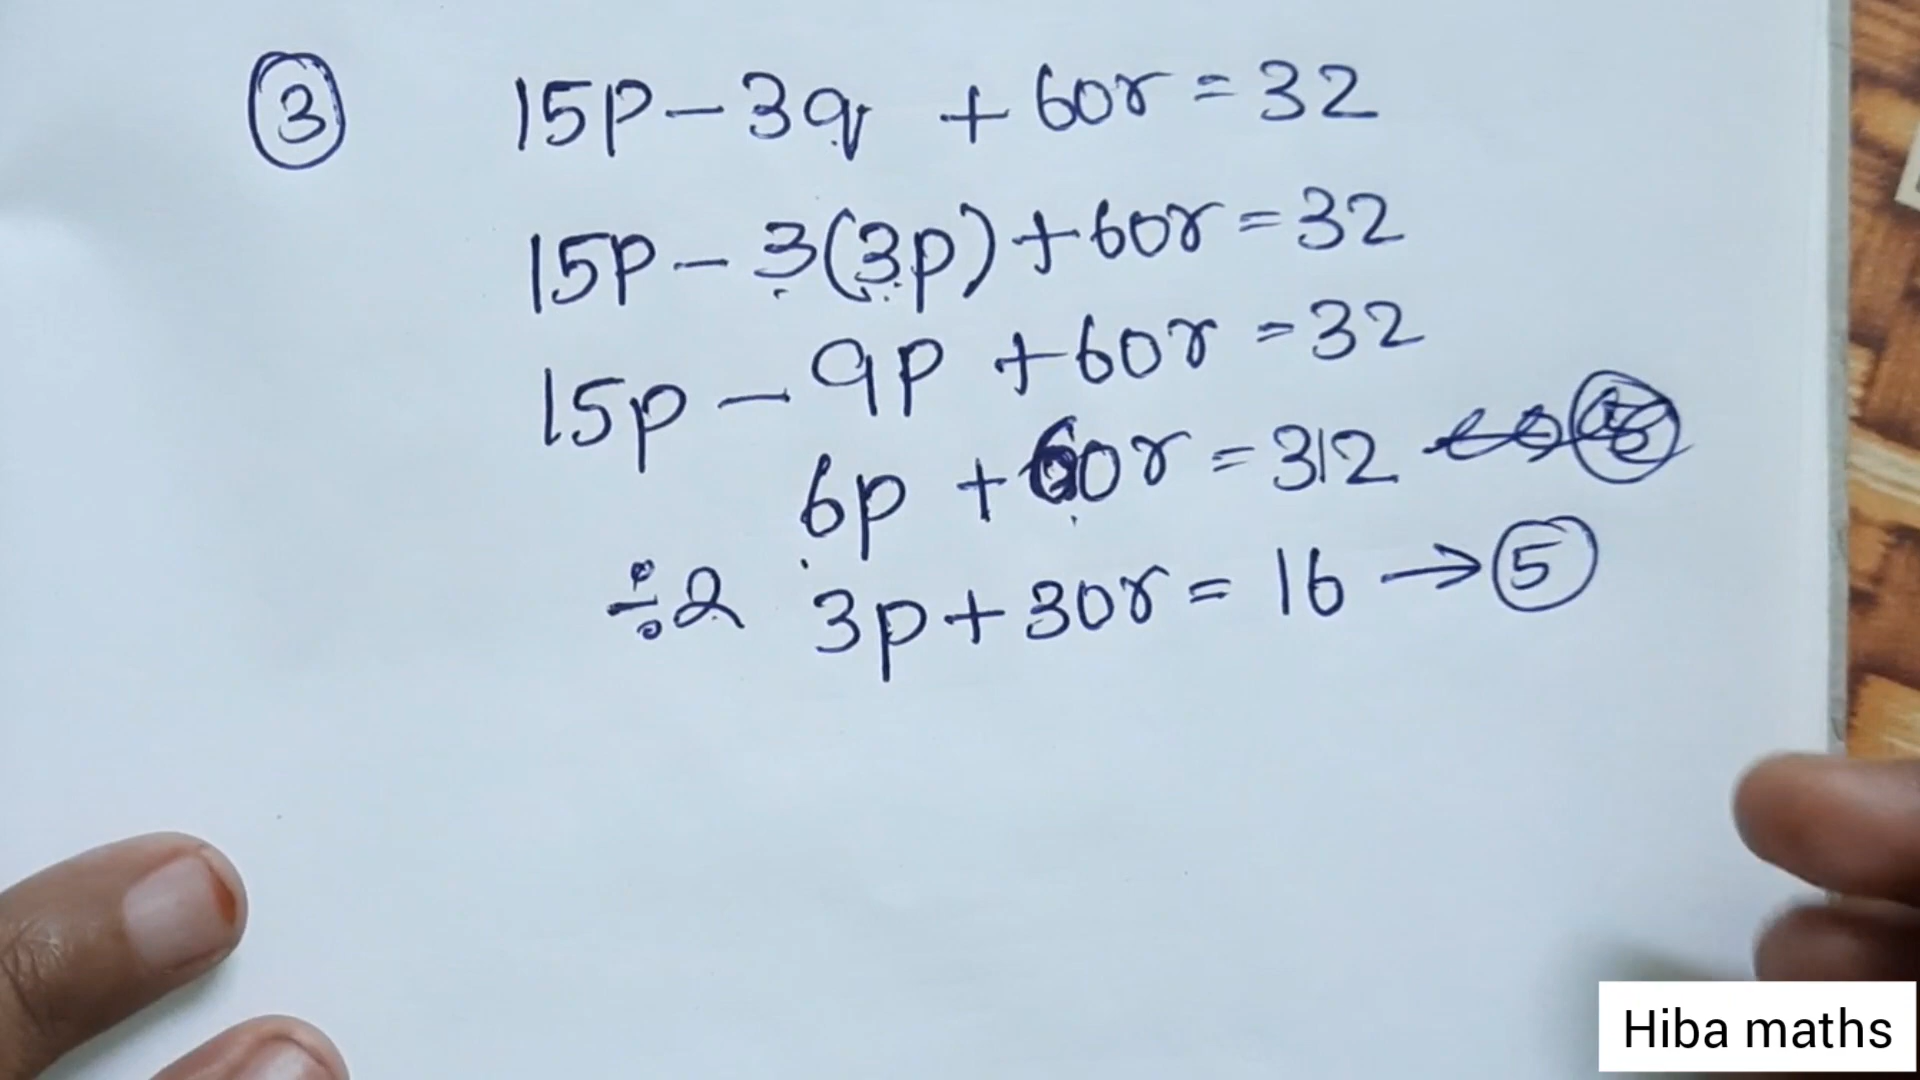 ③ 15p - 3q + 60r = 32
15p - 3(3p) + 60r = 32
15p - 9p + 60r = 32
6p + 60r = 312
÷2 3p + 30r = 16 → ⑤
Hiba maths